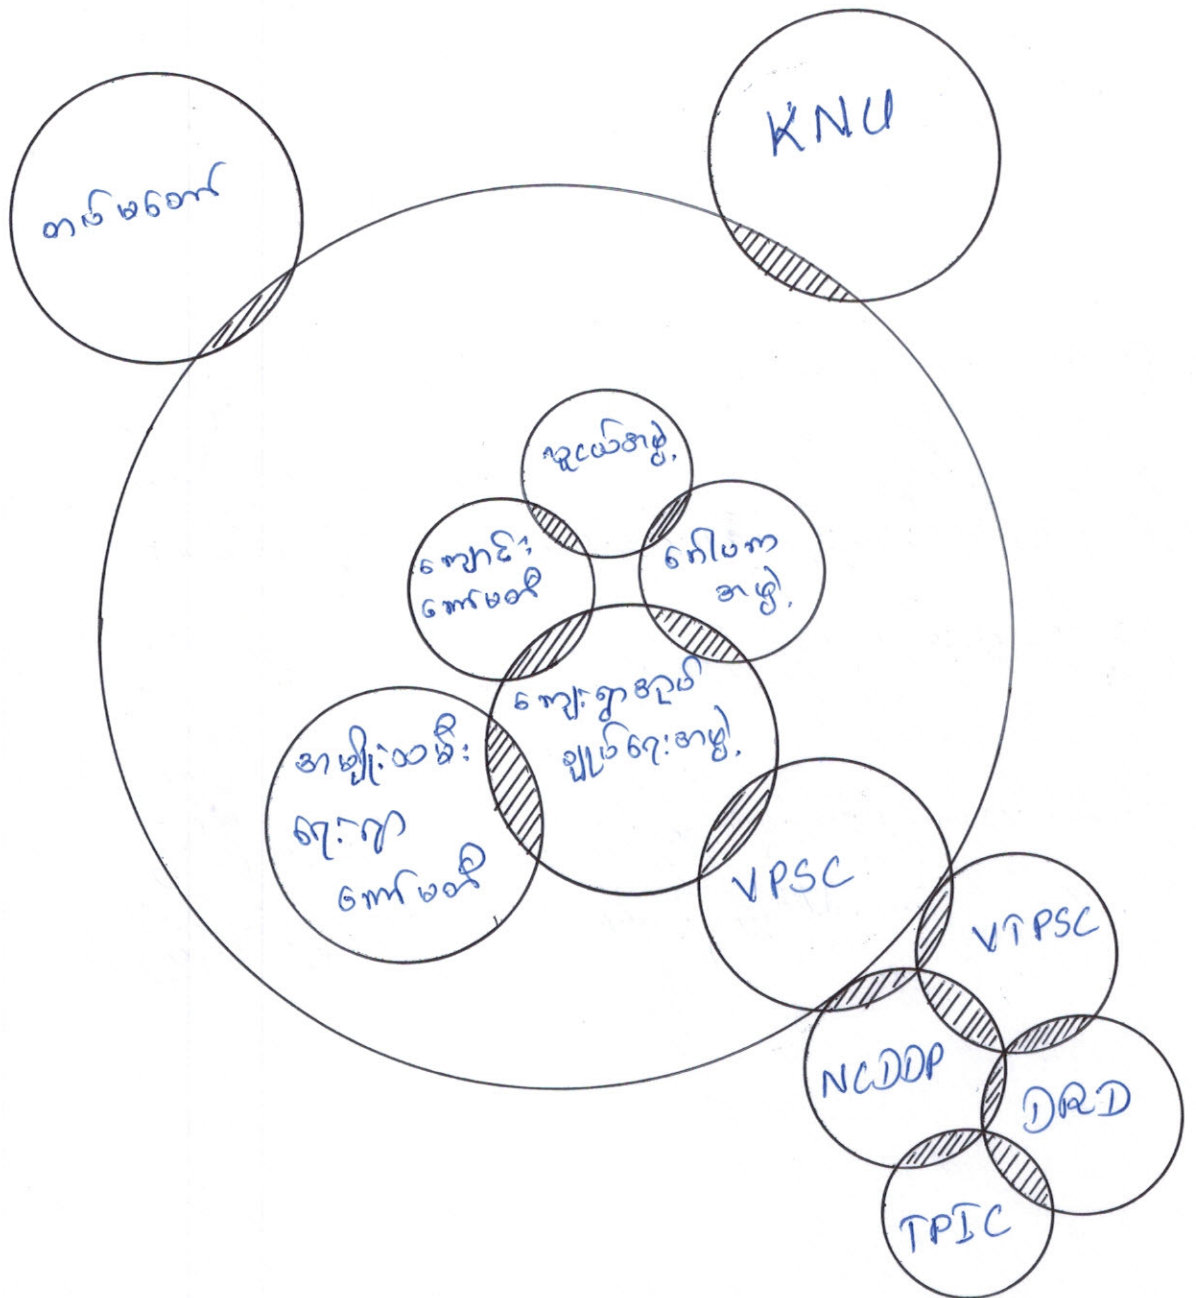 KNU
တပ်မတော်
လူငယ်အဖွဲ့
ကျောင်း
ကော်မတီ
ဂေါပက
အဖွဲ့
ကျေးရွာအုပ်
ချုပ်ရေးအဖွဲ့
အမျိုးသမီး
ရေးရာ
ကော်မတီ
VPSC
VTPSC
NCDDP
DRD
TPIC